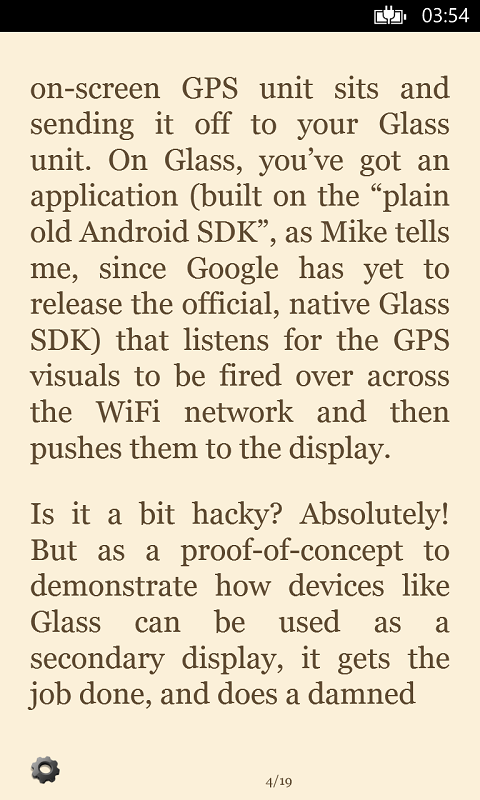 03:54
on-screen GPS unit sits and
sending it off to your Glass
unit. On Glass, you’ve got an
application (built on the “plain
old Android SDK”, as Mike tells
me, since Google has yet to
release the official, native Glass
SDK) that listens for the GPS
visuals to be fired over across
the WiFi network and then
pushes them to the display.
Is it a bit hacky? Absolutely!
But as a proof-of-concept to
demonstrate how devices like
Glass can be used as a
secondary display, it gets the
job done, and does a damned
4/19